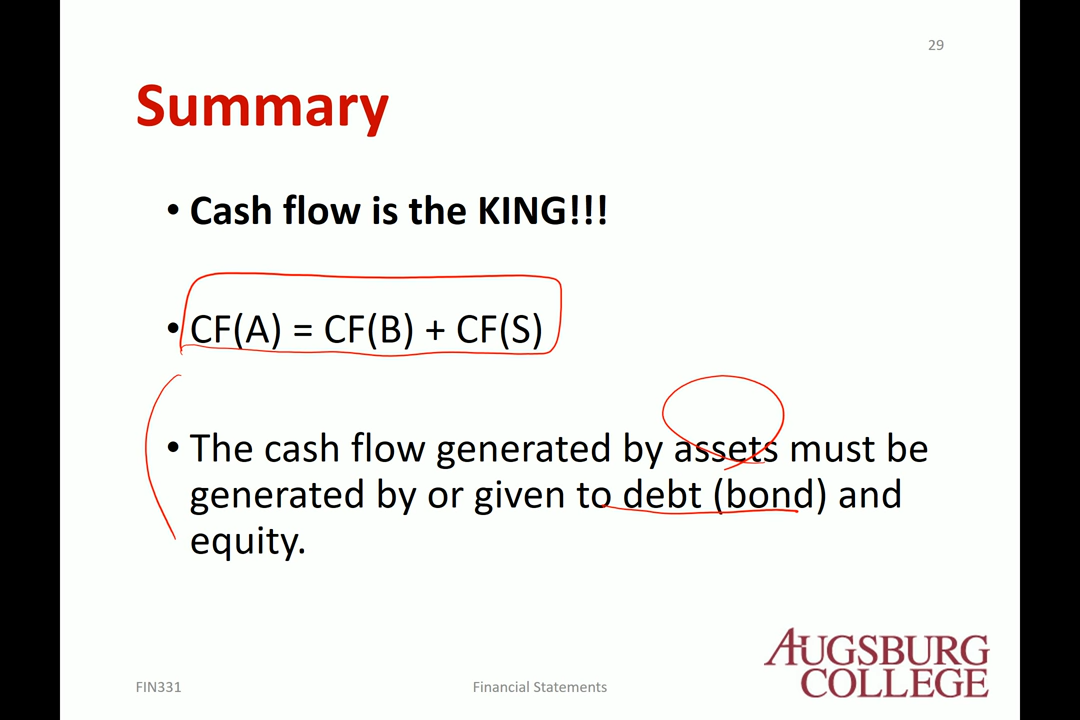 29
Summary
• Cash flow is the KING!!!
• CF(A) = CF(B) + CF(S)
• The cash flow generated by assets must be
generated by or given to debt (bond) and
equity.
AUGSBURG
COLLEGE
FIN331
Financial Statements